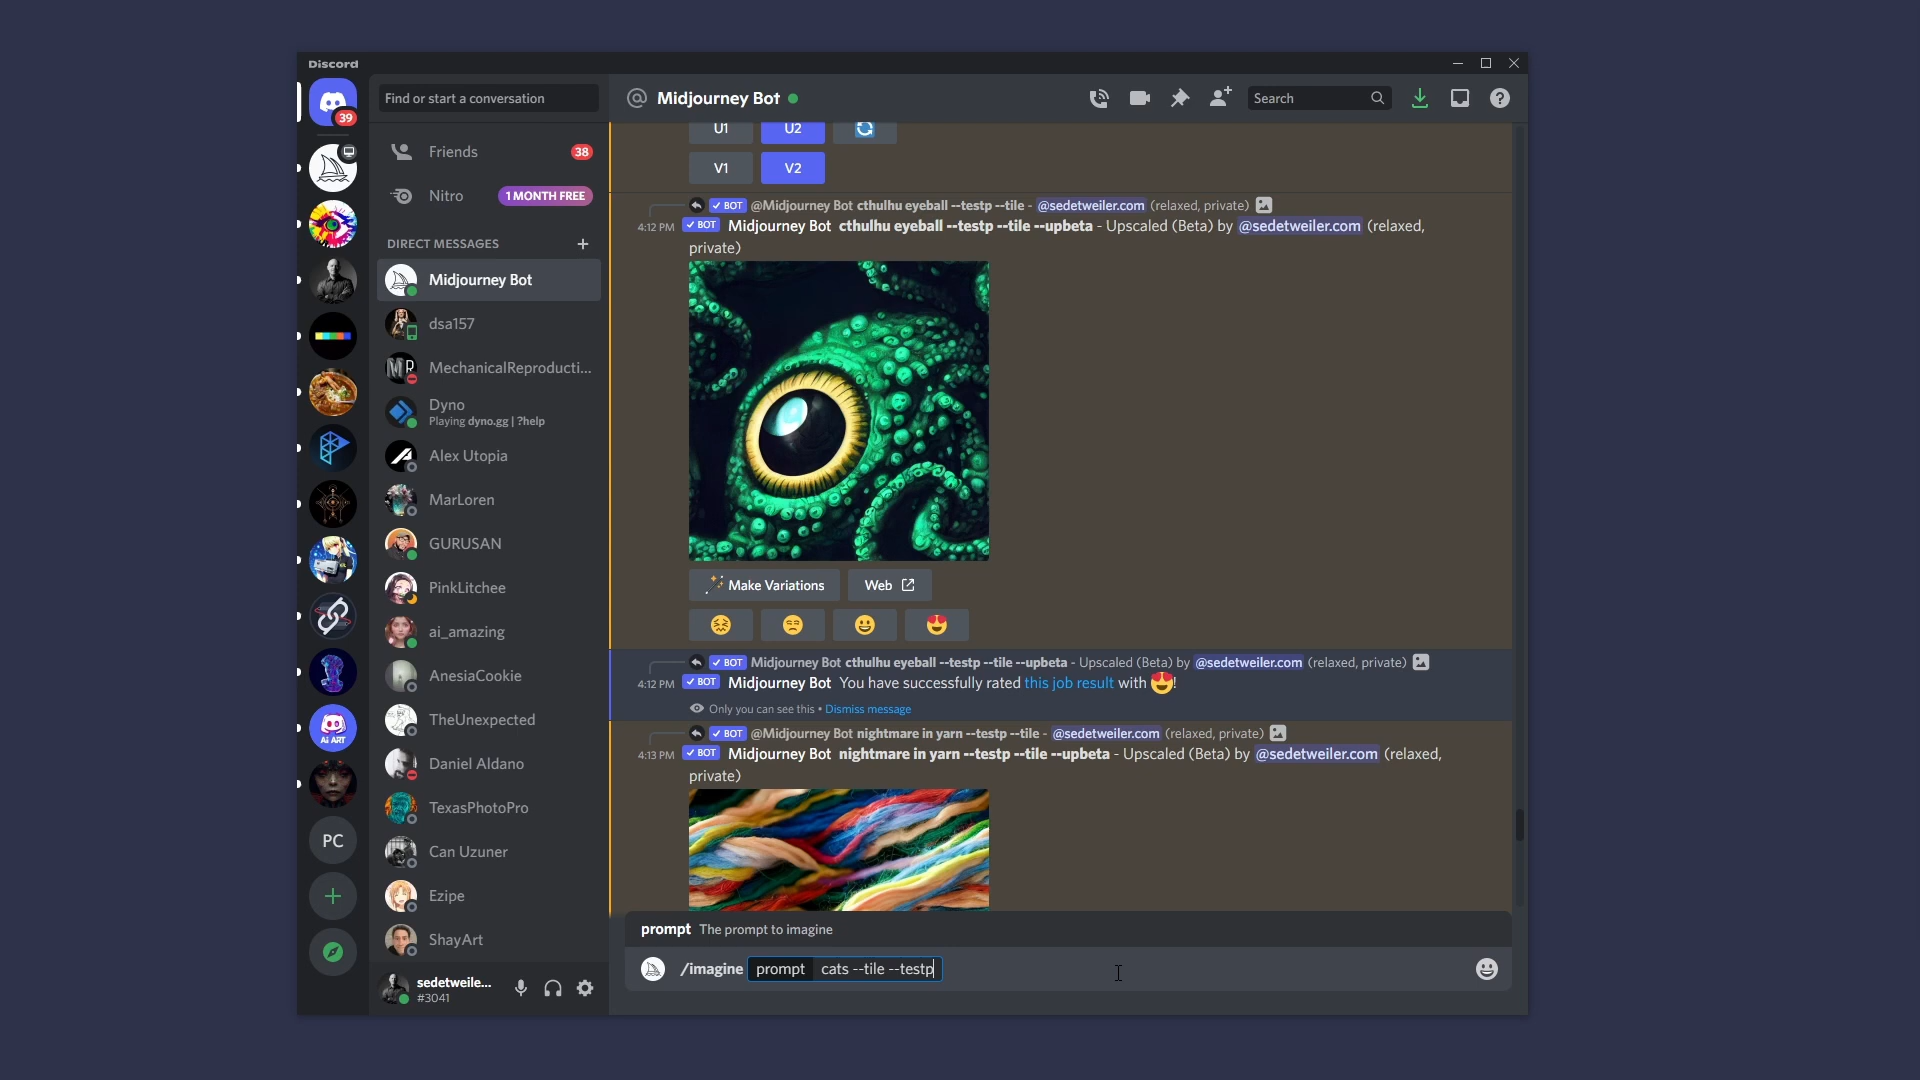 Discord
39
Find or start a conversation
Midjourney Bot
Search
Friends
38
Nitro
1 MONTH FREE
DIRECT MESSAGES
Midjourney Bot
dsa157
MR
MechanicalReproducti...
Dyno
Playing dyno.gg | ?help
Alex Utopia
MarLoren
GURUSAN
PinkLitchee
ai_amazing
AnesiaCookie
TheUnexpected
AI ART
Daniel Aldano
TexasPhotoPro
PC
Can Uzuner
Ezipe
ShayArt
sedetweile...
#3041
U1
U2
V1
V2
BOT @Midjourney Bot cthulhu eyeball --testp --tile - @sedetweiler.com (relaxed, private)
4:12 PM BOT Midjourney Bot cthulhu eyeball --testp --tile --upbeta - Upscaled (Beta) by @sedetweiler.com (relaxed,
private)
Make Variations
Web
BOT Midjourney Bot cthulhu eyeball --testp --tile --upbeta - Upscaled (Beta) by @sedetweiler.com (relaxed, private)
4:12 PM BOT Midjourney Bot You have successfully rated this job result with 😍!
Only you can see this • Dismiss message
BOT @Midjourney Bot nightmare in yarn --testp --tile - @sedetweiler.com (relaxed, private)
4:13 PM BOT Midjourney Bot nightmare in yarn --testp --tile --upbeta - Upscaled (Beta) by @sedetweiler.com (relaxed,
private)
prompt The prompt to imagine
/imagine prompt cats --tile --testp